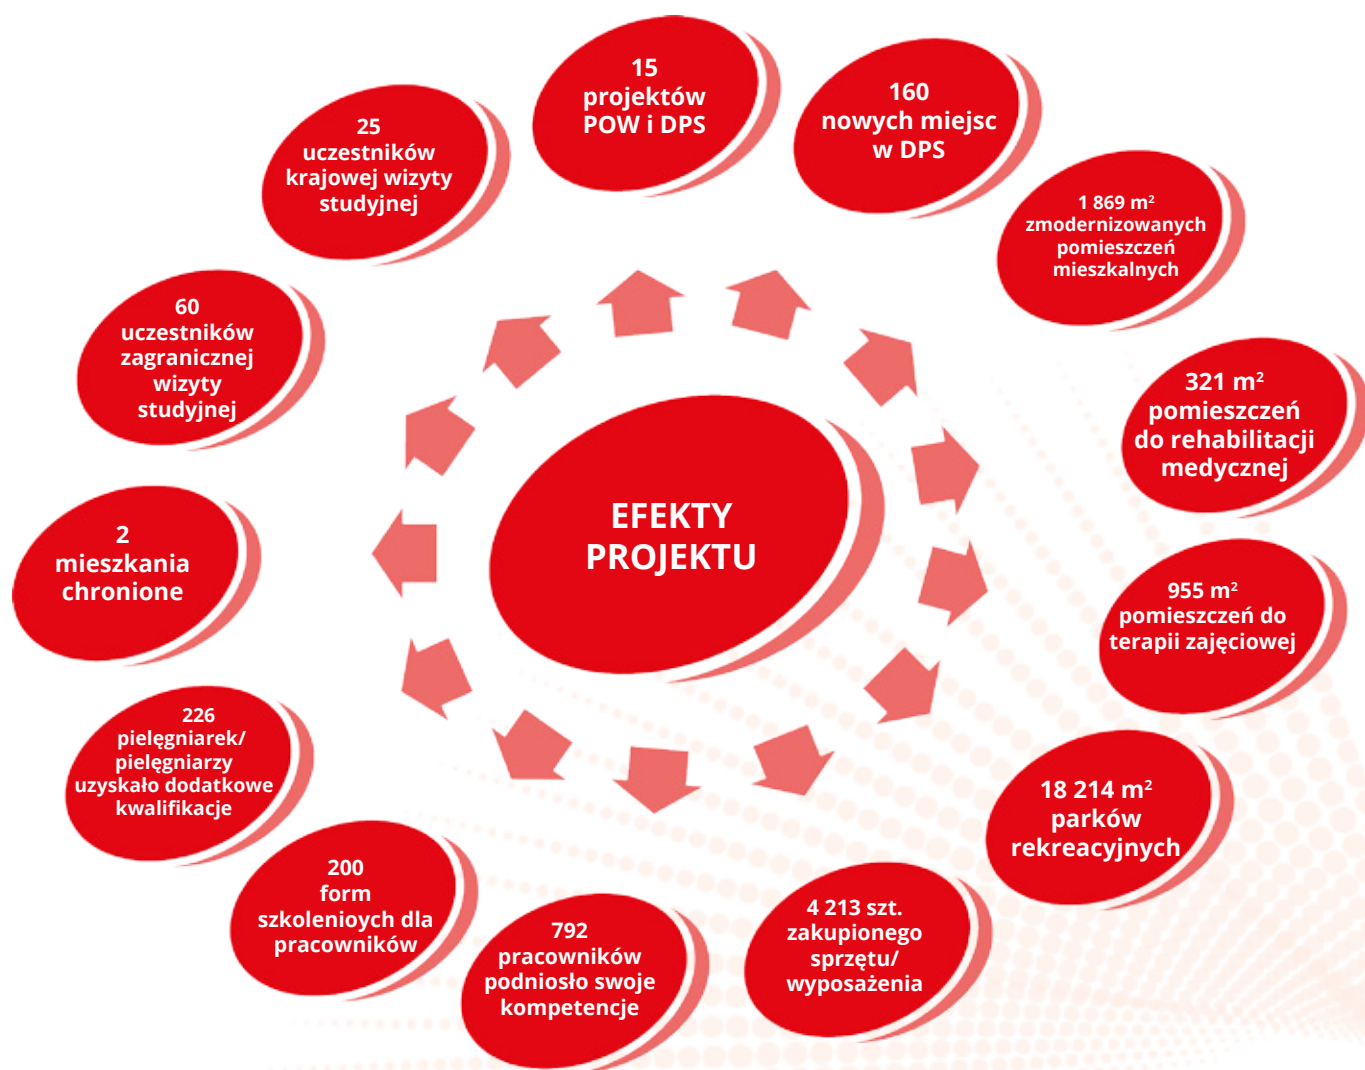 15
projektów
POW i DPS
160
nowych miejsc
w DPS
1 869 m²
zmodernizowanych
pomieszczeń
mieszkalnych
321 m²
pomieszczeń
do rehabilitacji
medycznej
955 m²
pomieszczeń do
terapii zajęciowej
18 214 m²
parków
rekreacyjnych
4 213 szt.
zakupionego
sprzętu/
wyposażenia
792
pracowników
podniosło swoje
kompetencje
200
form
szkolenioych dla
pracowników
226
pielęgniarek/
pielęgniarzy
uzyskało dodatkowe
kwalifikacje
2
mieszkania
chronione
60
uczestników
zagranicznej
wizyty
studyjnej
25
uczestników
krajowej wizyty
studyjnej
EFEKTY
PROJEKTU